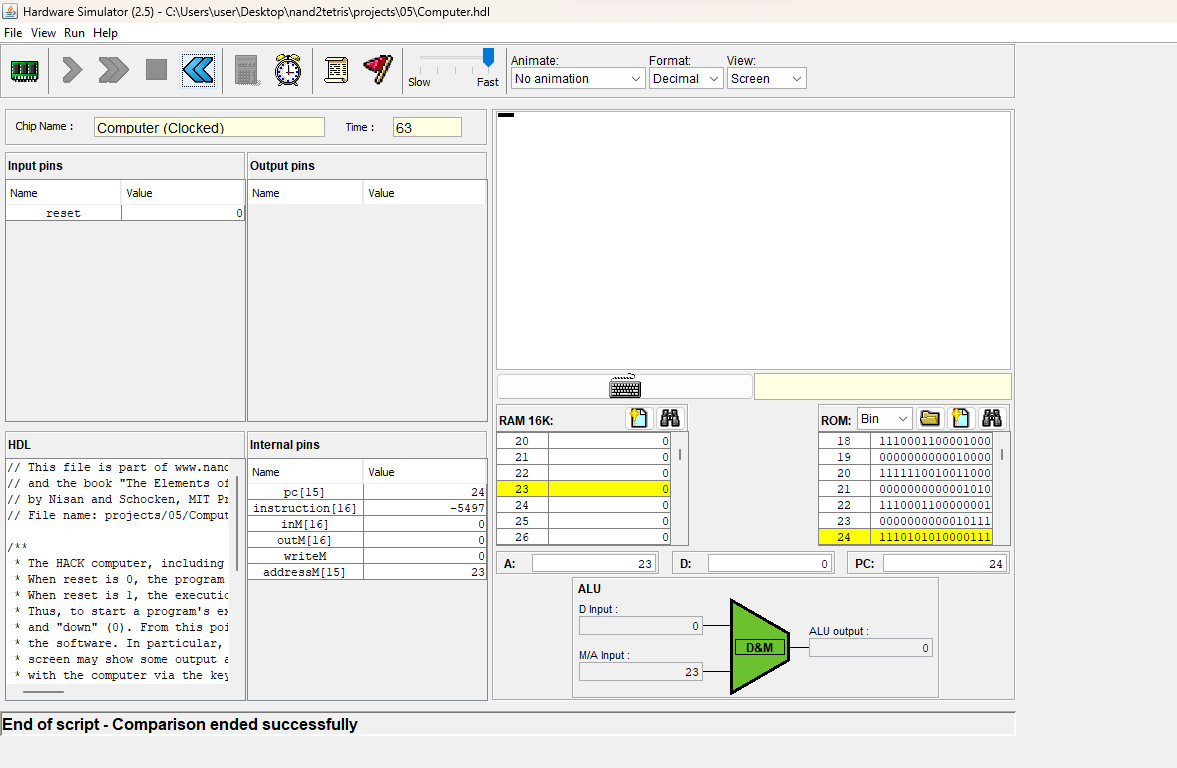 Hardware Simulator (2.5) - C:\Users\user\Desktop\nand2tetris\projects\05\Computer.hdl
File View Run Help
Slow Fast
Animate: Format: View:
No animation Decimal Screen
Chip Name : Computer (Clocked) Time : 63
Input pins
Name Value
reset 0
Output pins
Name Value
HDL
// This file is part of www.nand
// and the book "The Elements of
// by Nisan and Schocken, MIT Pr
// File name: projects/05/Comput
/**
* The HACK computer, including
* When reset is 0, the program
* When reset is 1, the executio
* Thus, to start a program's ex
* and "down" (0). From this poi
* the software. In particular,
* screen may show some output a
* with the computer via the key
Internal pins
Name Value
pc[15] 24
instruction[16] -5497
inM[16] 0
outM[16] 0
writeM 0
addressM[15] 23
RAM 16K:
20 0
21 0
22 0
23 0
24 0
25 0
26 0
ROM: Bin
18 1110001100001000
19 0000000000010000
20 1111110010011000
21 0000000000001010
22 1110001100000001
23 0000000000010111
24 1110101010000111
A: 23 D: 0 PC: 24
ALU
D Input :
0
M/A Input :
23
D&M
ALU output :
0
End of script - Comparison ended successfully